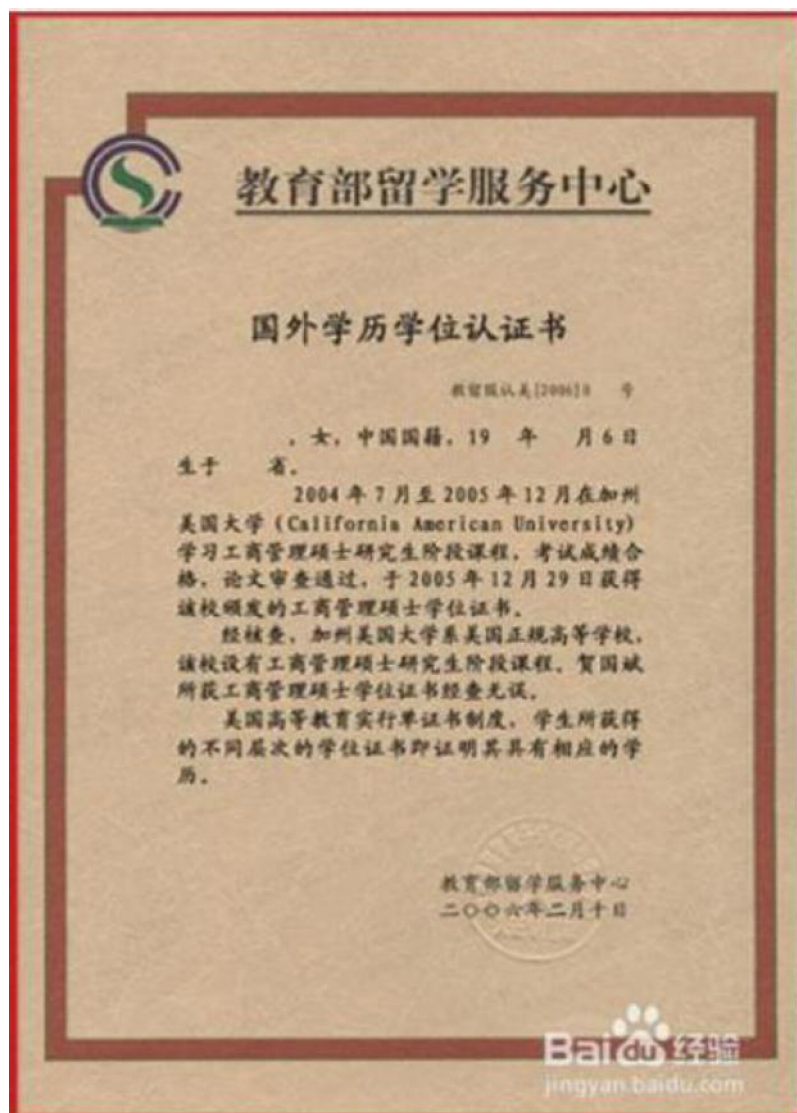 教育部留学服务中心
国外学历学位认证书
教留服认美[2006]0 号
，女，中国国籍，19 年 月6日
生于 省。
2004年7月至2005年12月在加州
美国大学(California American University)
学习工商管理硕士研究生阶段课程，考试成绩合
格，论文审查通过，于2005年12月29日获得
该校颁发的工商管理硕士学位证书。
经核查，加州美国大学系美国正规高等学校，
该校设有工商管理硕士研究生阶段课程。贺国斌
所获工商管理硕士学位证书经查无误。
美国高等教育实行单证书制度，学生所获得
的不同层次的学位证书即证明其具有相应的学
历。
教育部留学服务中心
二〇〇六年二月十日
Baidu 经验
jingyan.baidu.com